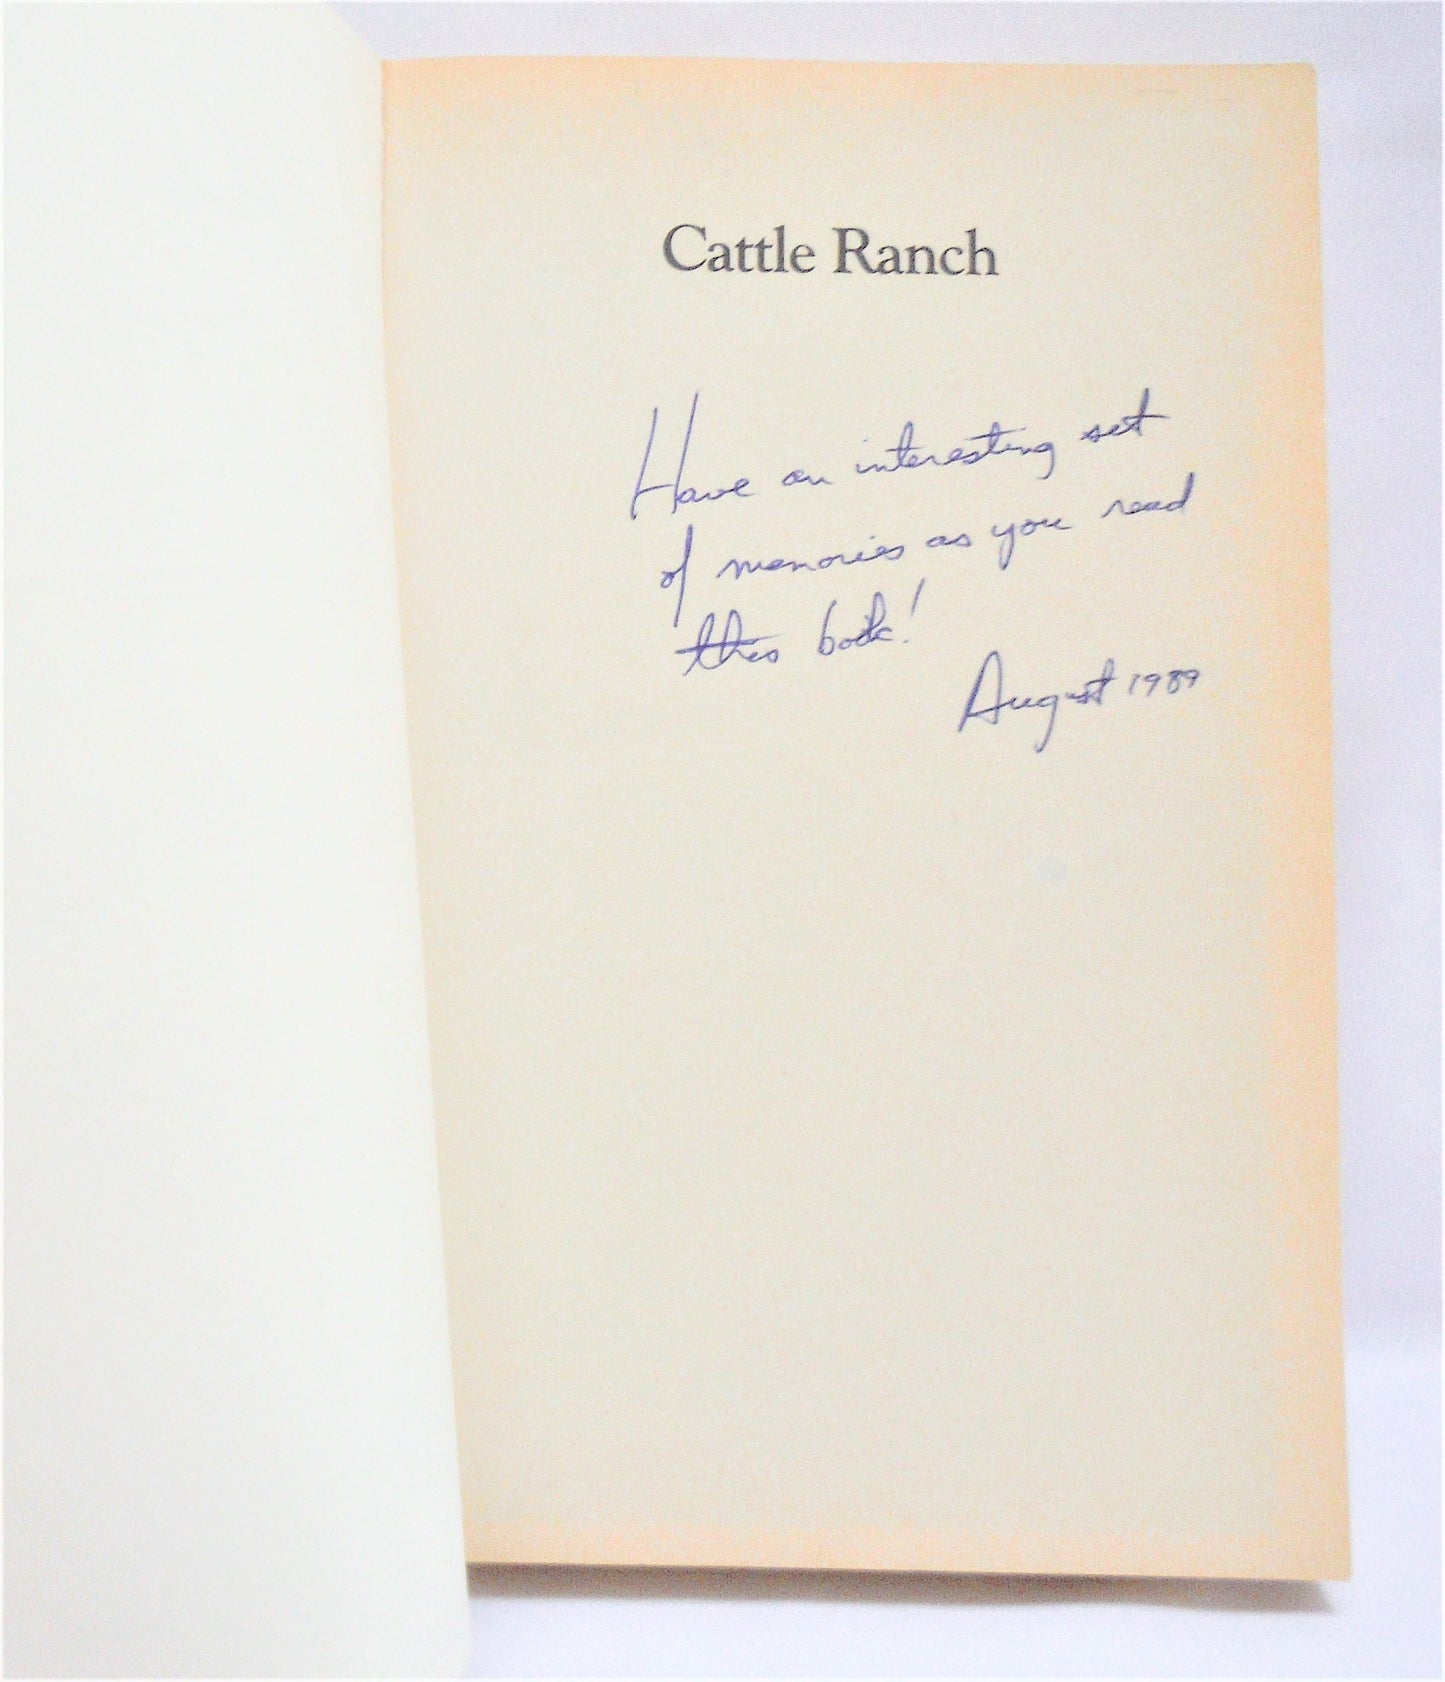 Cattle Ranch
Have an interesting set
of memories as you read
this book!
August 1989